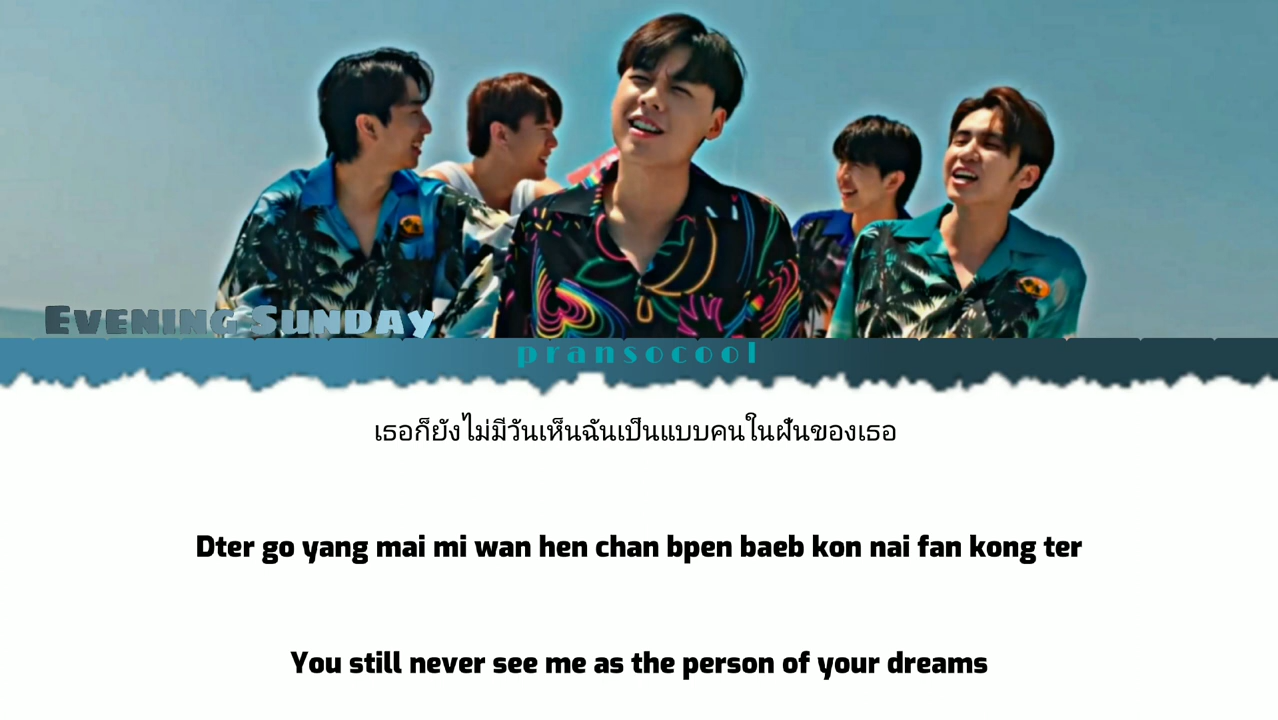 Evening Sunday
pransocool
เธอก็ยังไม่มีวันเห็นฉันเป็นแบบคนในฝันของเธอ
Dter go yang mai mi wan hen chan bpen baeb kon nai fan kong ter
You still never see me as the person of your dreams